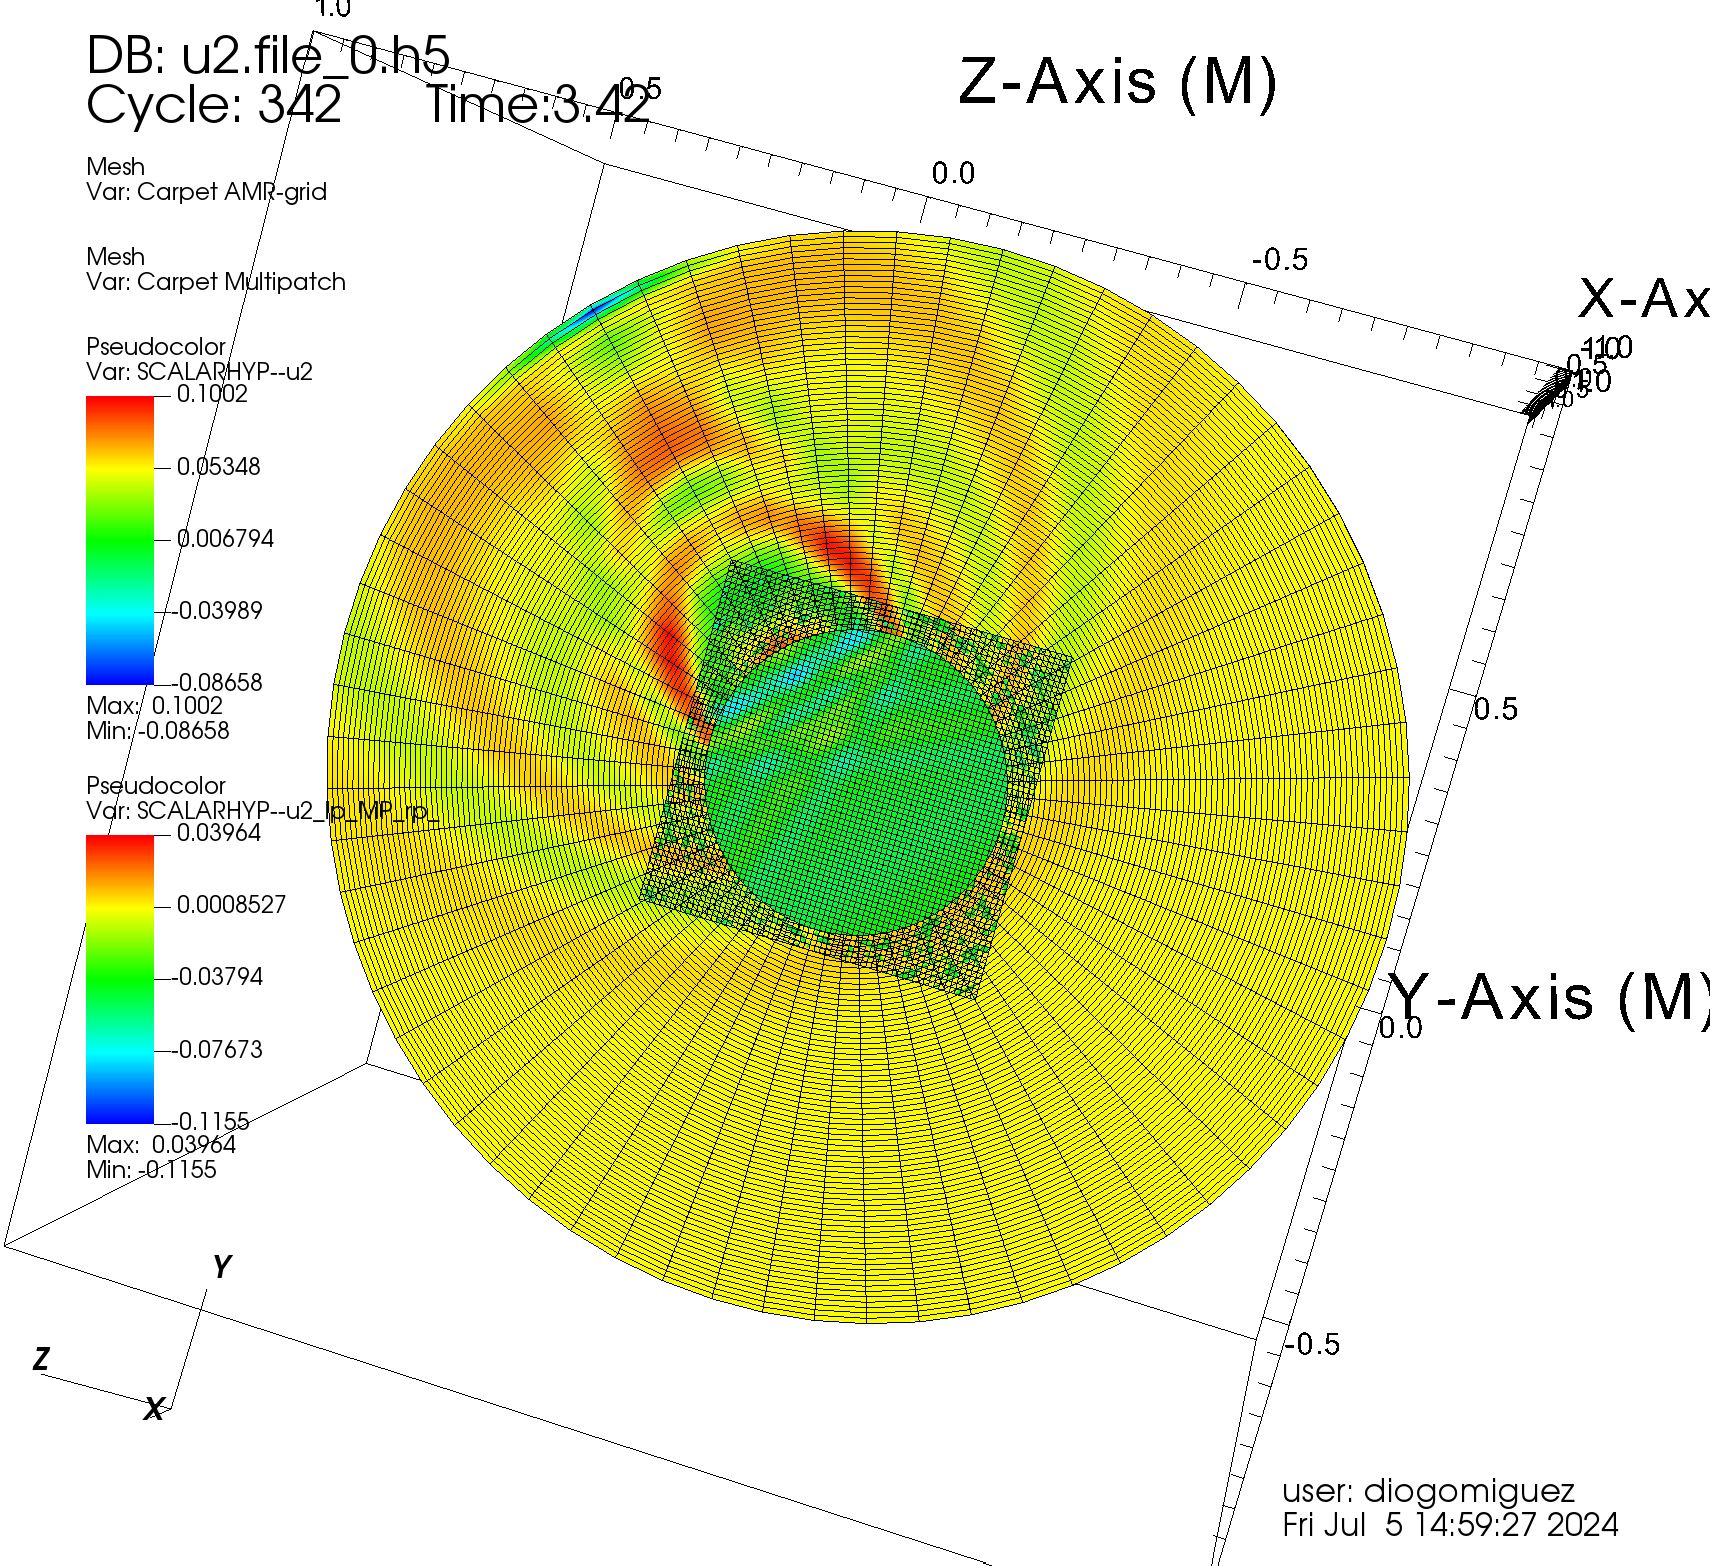 1.0
DB: u2.file_0.h5
Cycle: 342 Time:3.42
0.5
Z-Axis (M)
Mesh
Var: Carpet AMR-grid
0.0
Mesh
Var: Carpet Multipatch
-0.5
X-Ax
-1.0
Pseudocolor
Var: SCALARHYP--u2
0.1002
0.05348
0.006794
-0.03989
-0.08658
Max: 0.1002
Min: -0.08658
0.5
Pseudocolor
Var: SCALARHYP--u2_lp_MP_rp_
0.03964
0.0008527
-0.03794
-0.07673
-0.1155
Max: 0.03964
Min: -0.1155
Y-Axis (M)
0.0
-0.5
Y
Z
X
user: diogomiguez
Fri Jul 5 14:59:27 2024